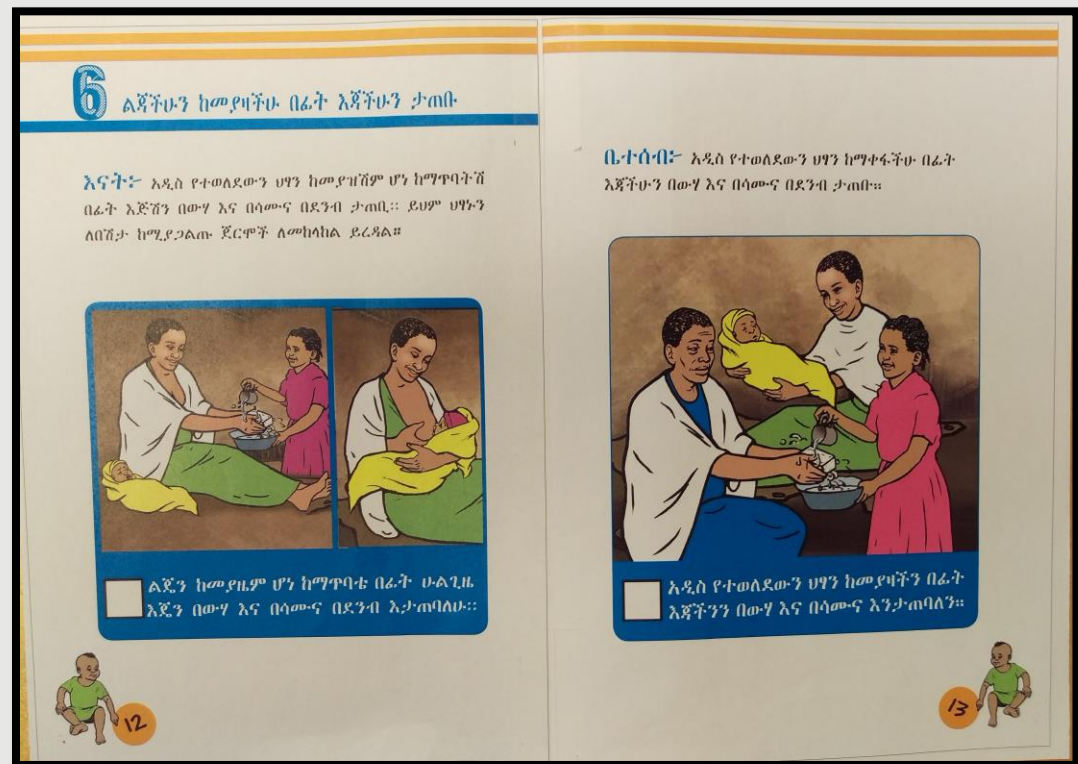 6 ልጃችሁን ከመያዛችሁ በፊት እጃችሁን ታጠቡ
እናት፦ አዲስ የተወለደውን ህፃን ከመያዝሽም ሆነ ከማጥባትሽ
በፊት እጅሽን በውሃ እና በሳሙና በደንብ ታጠቢ። ይህም ህፃኑን
ለበሽታ ከሚያጋልጡ ጀርሞች ለመከላከል ይረዳል።
ልጄን ከመያዜም ሆነ ከማጥባቴ በፊት ሁልጊዜ
እጄን በውሃ እና በሳሙና በደንብ እታጠባለሁ።
12
ቤተሰብ፦ አዲስ የተወለደውን ህፃን ከማቀፋችሁ በፊት
እጃችሁን በውሃ እና በሳሙና በደንብ ታጠቡ።
አዲስ የተወለደውን ህፃን ከመያዛችን በፊት
እጃችንን በውሃ እና በሳሙና እንታጠባለን።
13